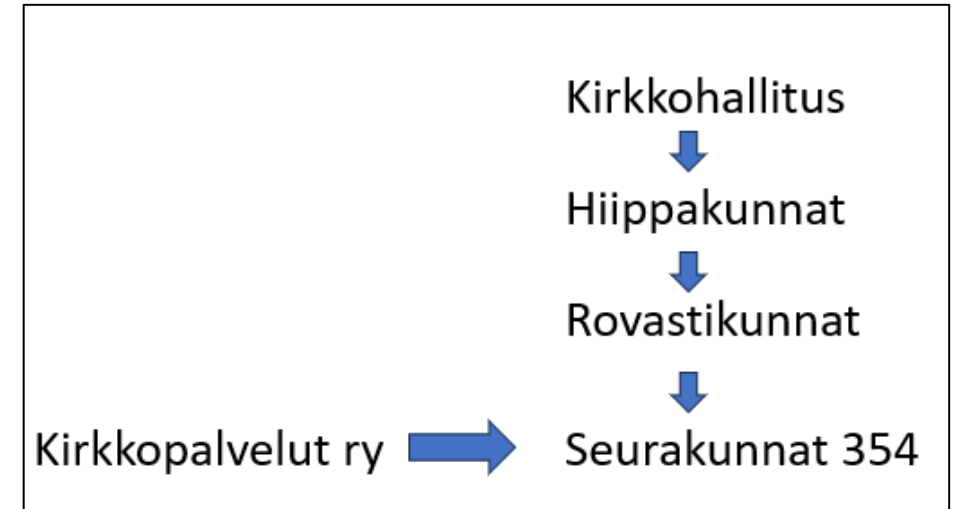 Kirkkohallitus
Hiippakunnat
Rovastikunnat
Kirkkopalvelut ry
Seurakunnat 354